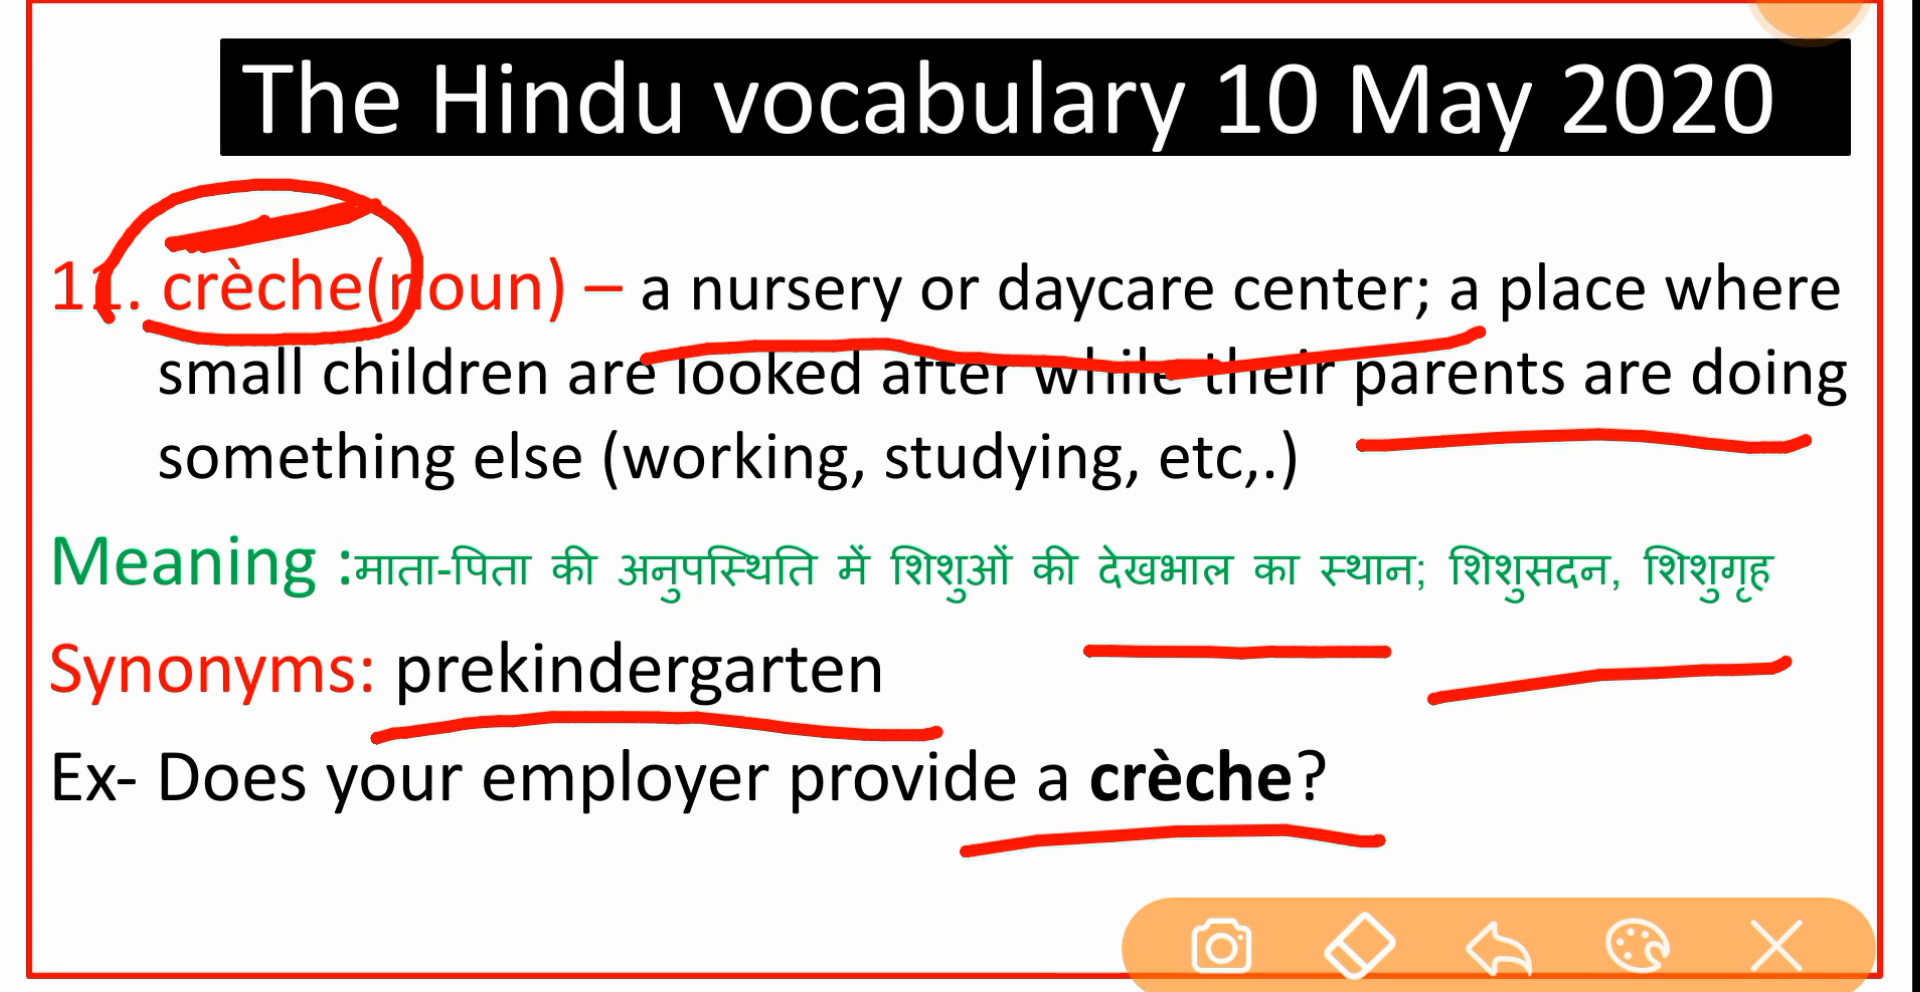 The Hindu vocabulary 10 May 2020
11. crèche(noun) – a nursery or daycare center; a place where
small children are looked after while their parents are doing
something else (working, studying, etc,.)
Meaning :माता-पिता की अनुपस्थिति में शिशुओं की देखभाल का स्थान; शिशुसदन, शिशुगृह
Synonyms: prekindergarten
Ex- Does your employer provide a crèche?